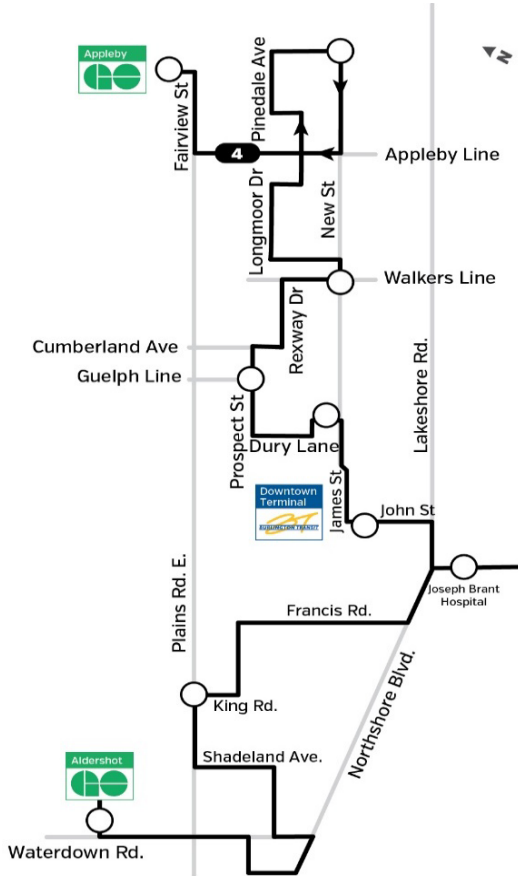 Appleby
GO
Fairview St
Pinedale Ave
N
4
Appleby Line
Longmoor Dr
New St
Walkers Line
Rexway Dr
Cumberland Ave
Guelph Line
Prospect St
Dury Lane
Lakeshore Rd.
Downtown
Terminal
BT
BURLINGTON TRANSIT
James St
John St
Joseph Brant
Hospital
Plains Rd. E.
Francis Rd.
King Rd.
Northshore Blvd.
Shadeland Ave.
Aldershot
GO
Waterdown Rd.